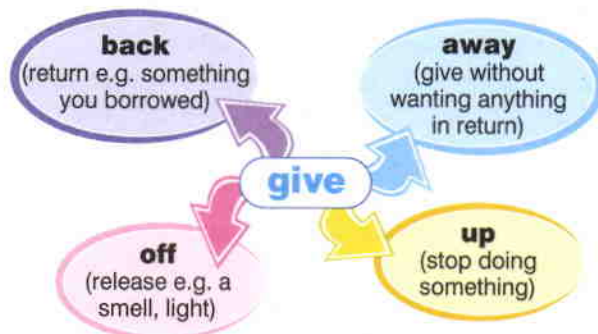 back
(return e.g. something
you borrowed)
away
(give without
wanting anything
in return)
give
off
(release e.g. a
smell, light)
up
(stop doing
something)